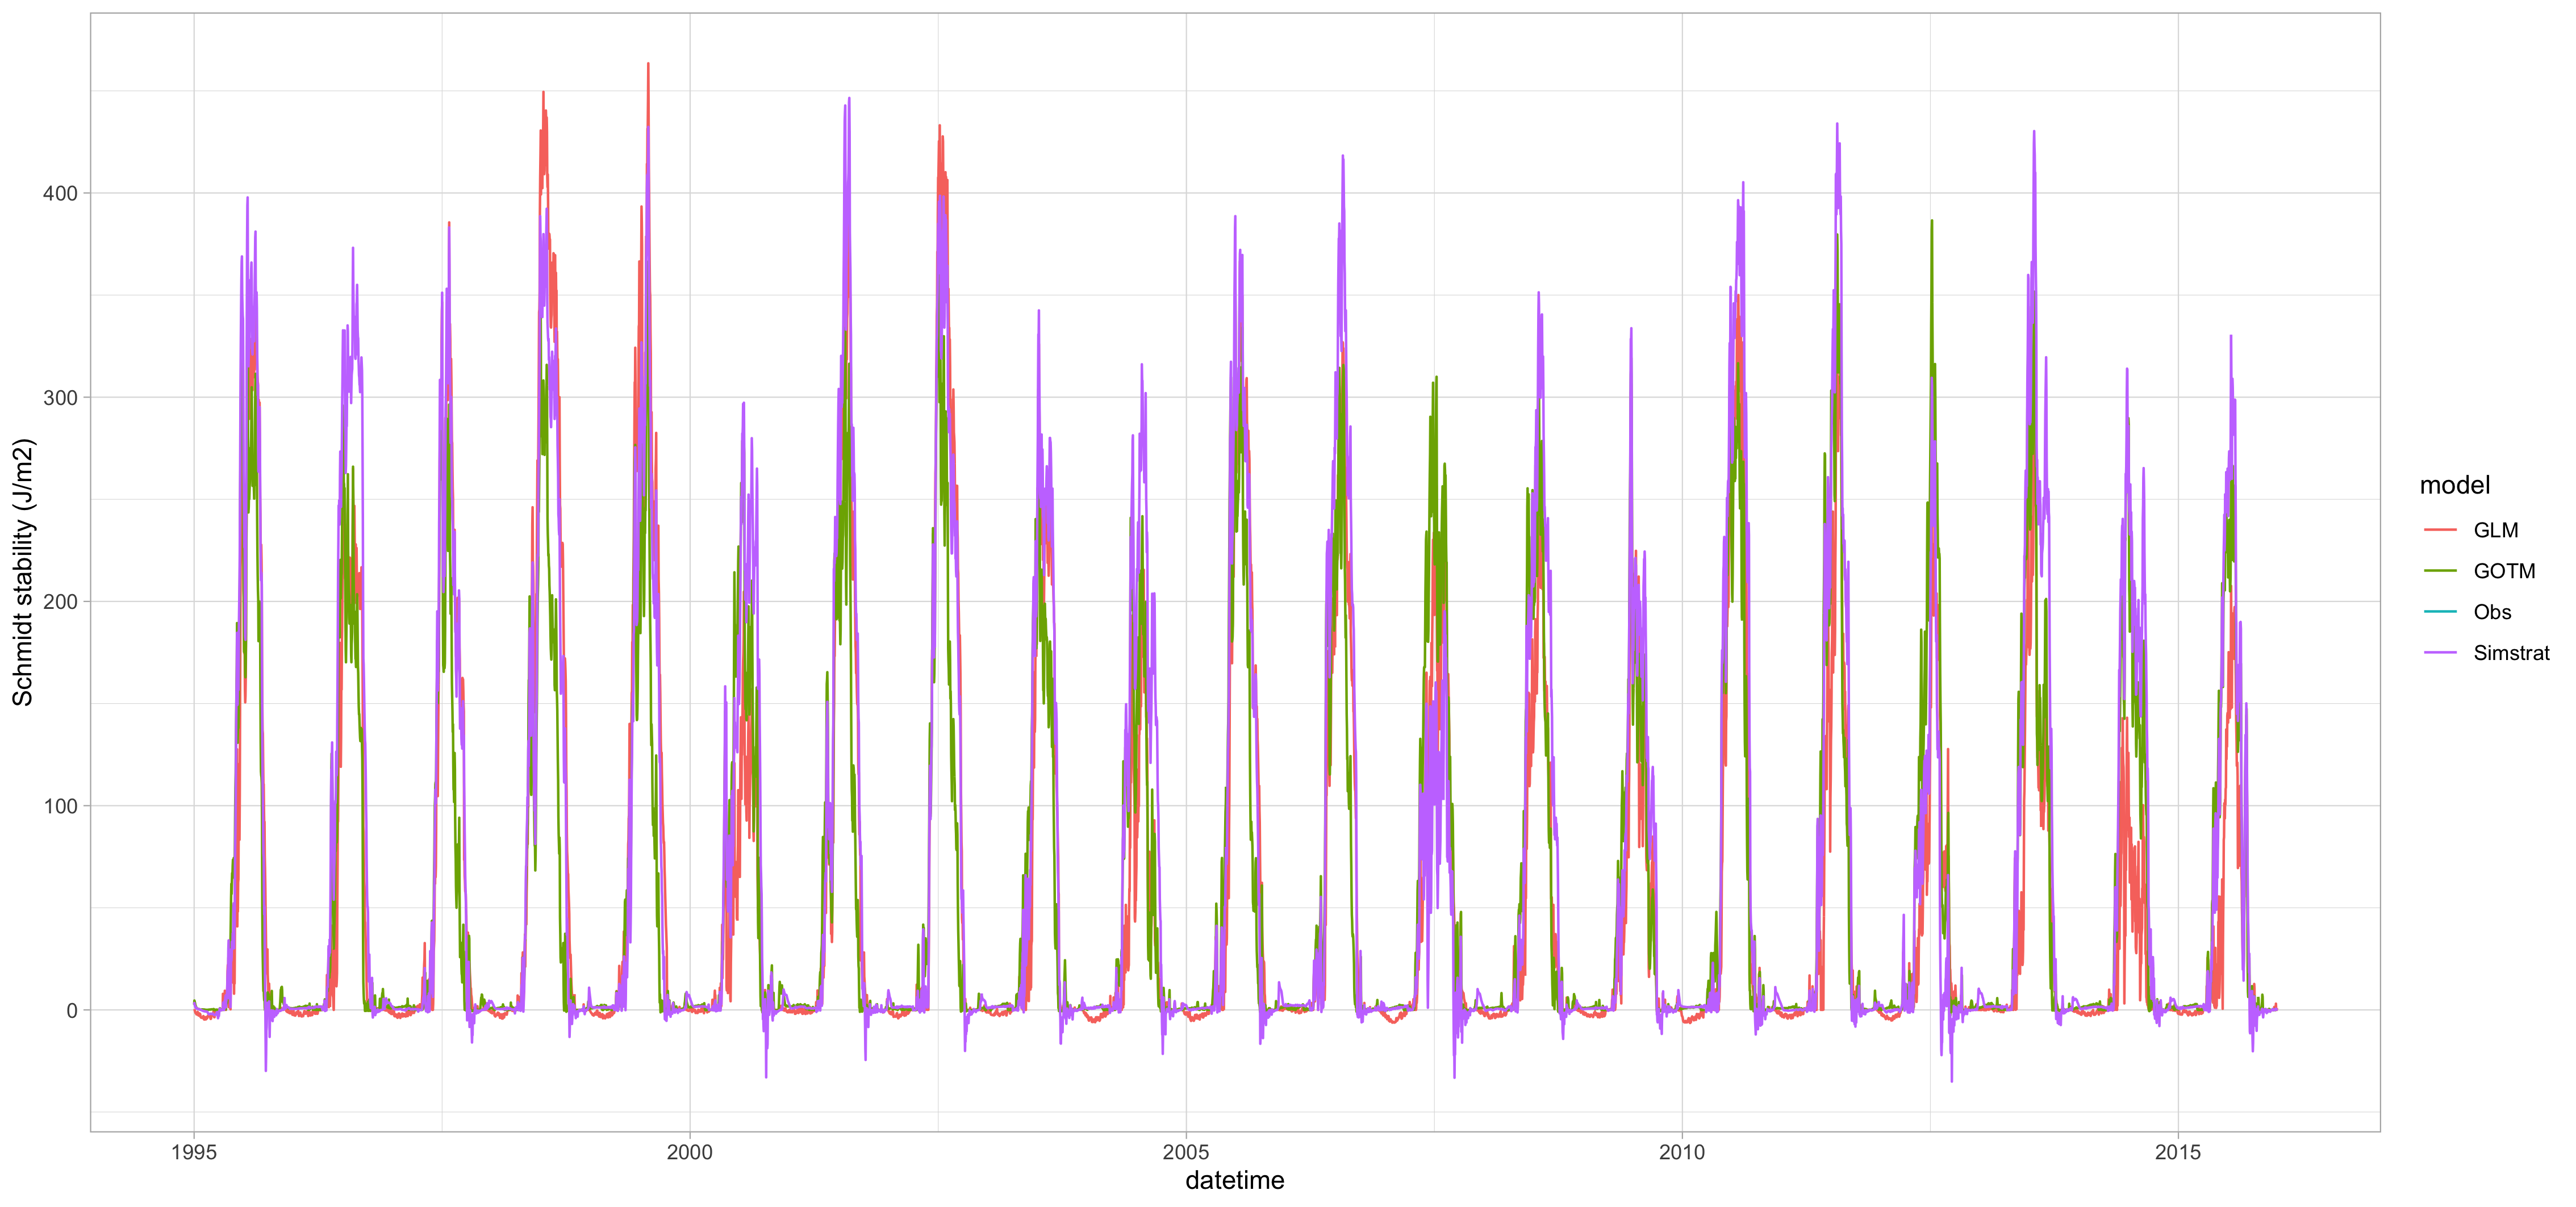 400
300
200
100
0
Schmidt stability (J/m2)
1995
2000
2005
2010
2015
datetime
model
GLM
GOTM
Obs
Simstrat